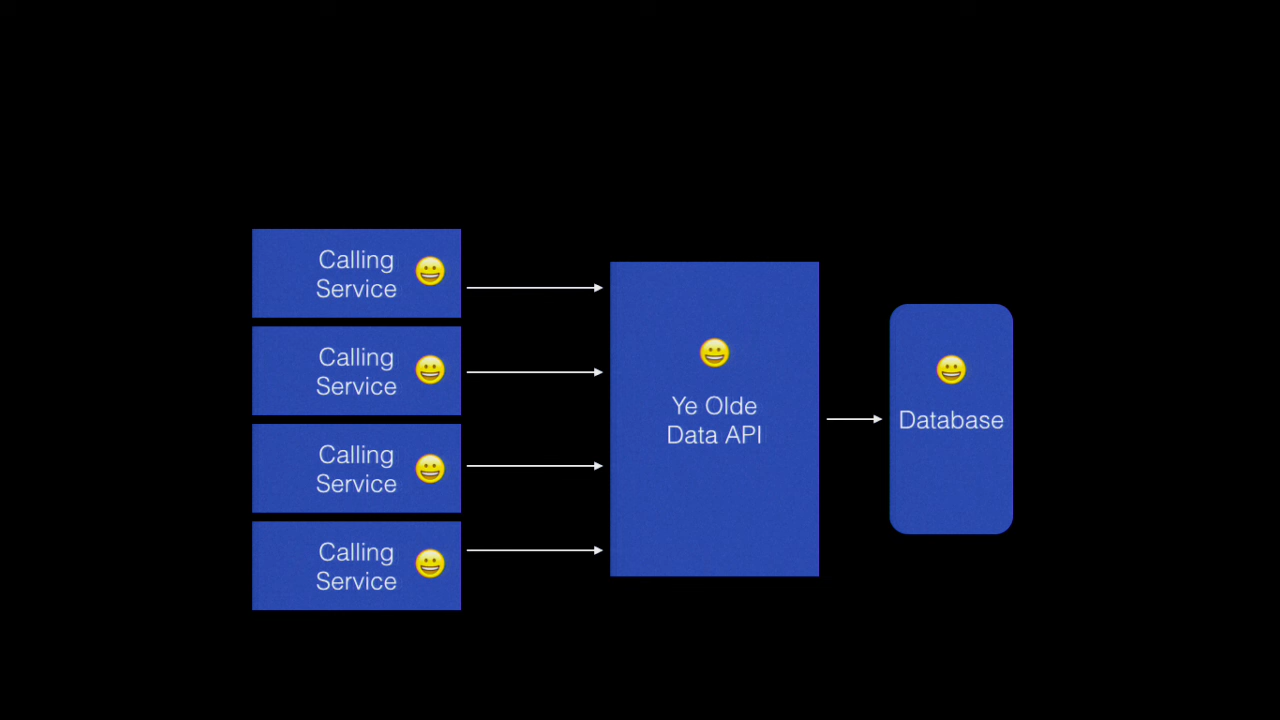 Calling
Service
Calling
Service
Calling
Service
Calling
Service
Ye Olde
Data API
Database